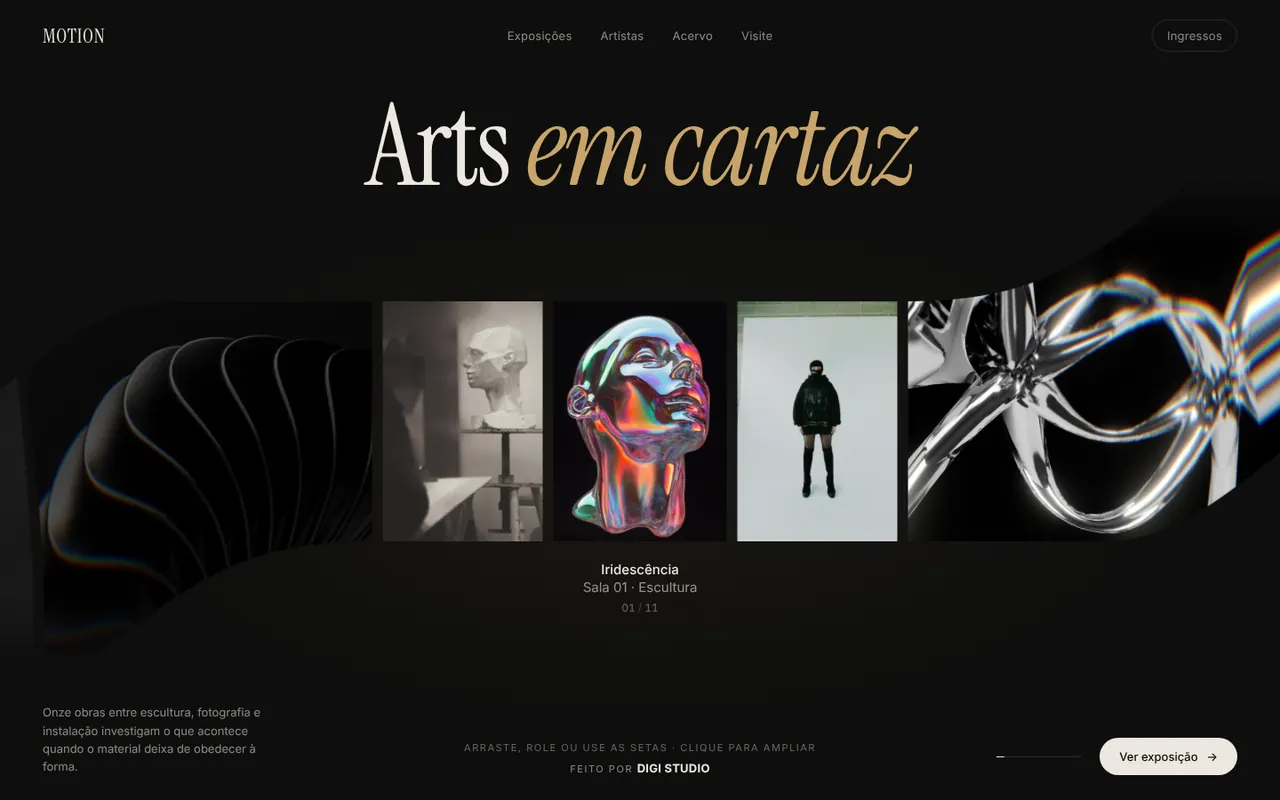 MOTION
Exposições
Artistas
Acervo
Visite
Ingressos
Arts em cartaz
Iridescência
Sala 01 · Escultura
01 / 11
Onze obras entre escultura, fotografia e
instalação investigam o que acontece
quando o material deixa de obedecer à
forma.
ARRASTE, ROLE OU USE AS SETAS · CLIQUE PARA AMPLIAR
FEITO POR DIGI STUDIO
Ver exposição →